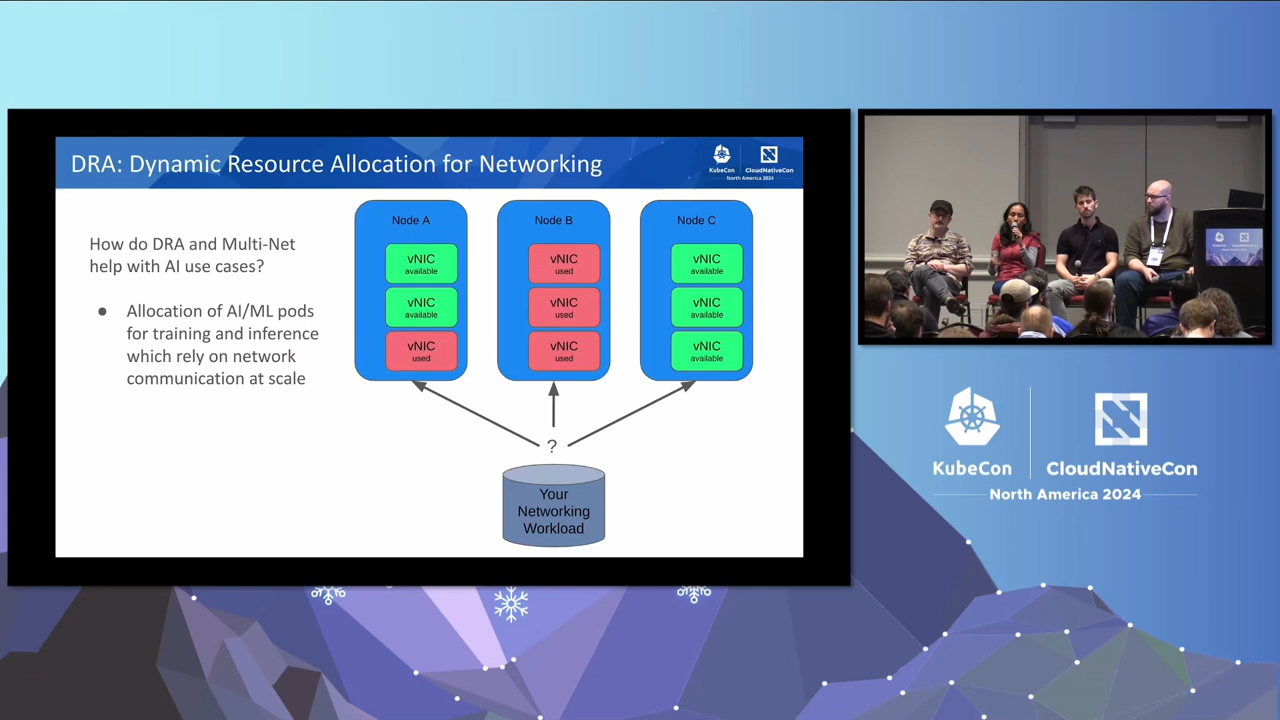 DRA: Dynamic Resource Allocation for Networking
KubeCon
CloudNativeCon
North America 2024
How do DRA and Multi-Net
help with AI use cases?
● Allocation of AI/ML pods
for training and inference
which rely on network
communication at scale
Node A
vNIC
available
vNIC
available
vNIC
used
Node B
vNIC
used
vNIC
used
vNIC
used
Node C
vNIC
available
vNIC
available
vNIC
available
?
Your
Networking
Workload
KubeCon
CloudNativeCon
North America 2024